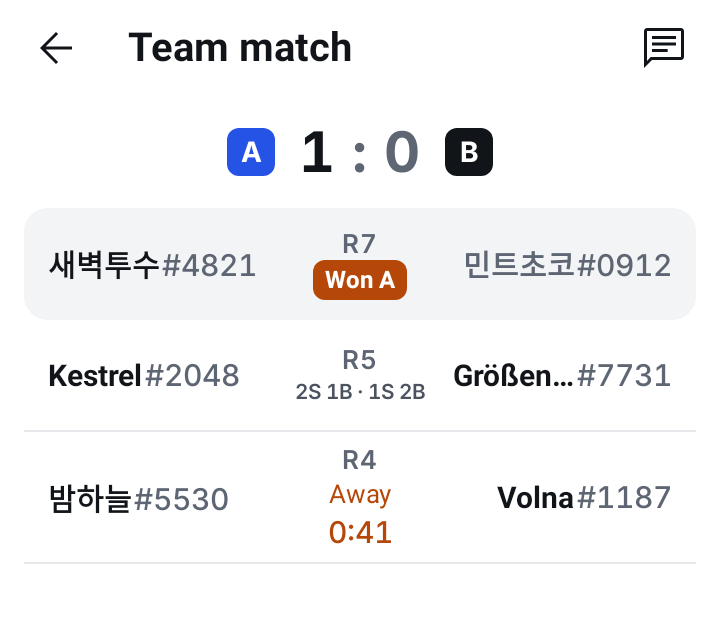 Team match
A 1 : 0 B
새벽투수#4821 R7 민트초코#0912
Won A
Kestrel#2048 R5 Größen…#7731
2S 1B · 1S 2B
밤하늘#5530 R4 Volna#1187
Away
0:41